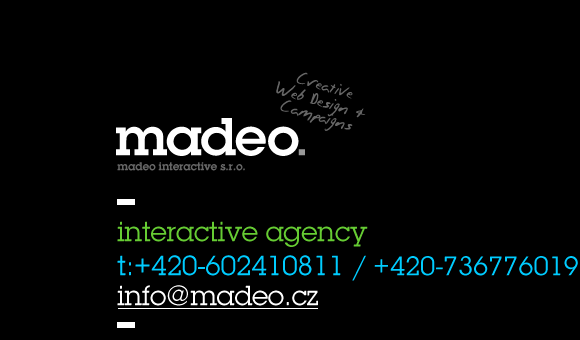 Creative
Web Design +
Campaigns
madeo.
madeo interactive s.r.o.
interactive agency
t:+420-602410811 / +420-736776019
info@madeo.cz